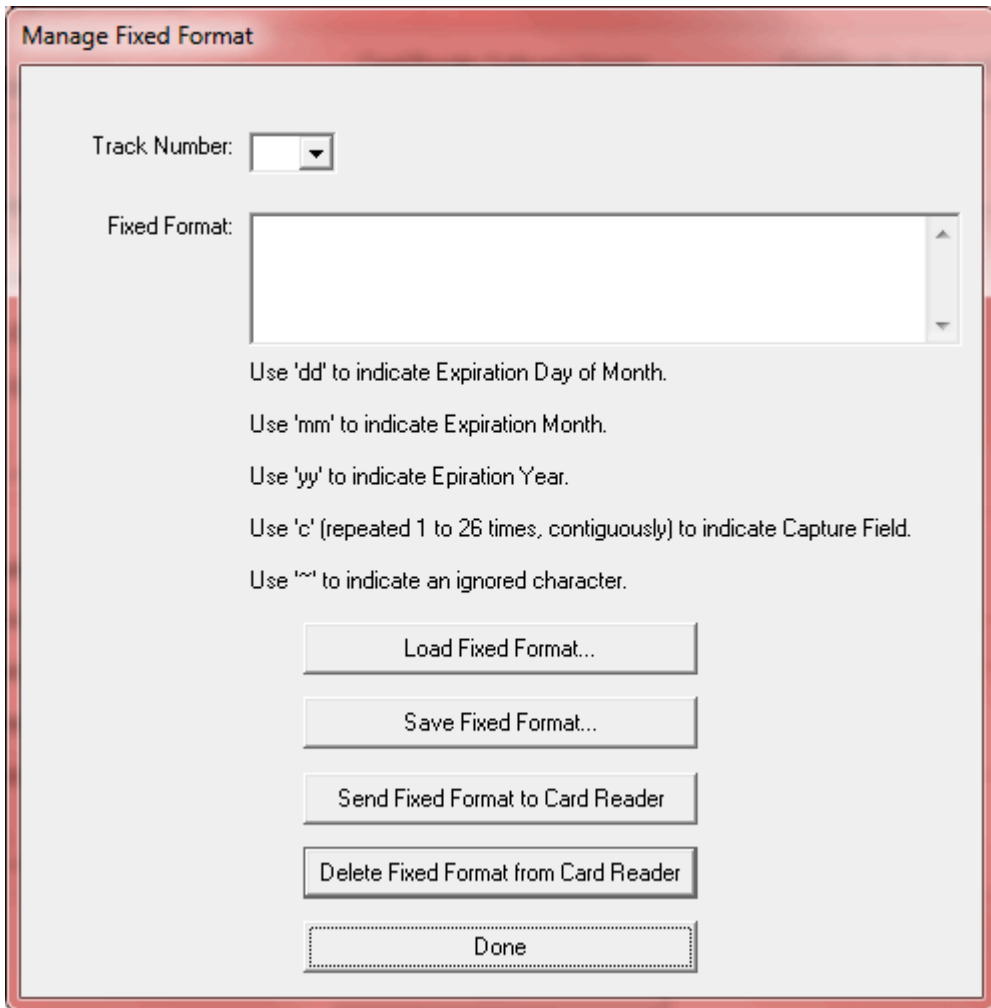 Manage Fixed Format
Track Number:
Fixed Format:
Use 'dd' to indicate Expiration Day of Month.
Use 'mm' to indicate Expiration Month.
Use 'yy' to indicate Epiration Year.
Use 'c' (repeated 1 to 26 times, contiguously) to indicate Capture Field.
Use '~' to indicate an ignored character.
Load Fixed Format...
Save Fixed Format...
Send Fixed Format to Card Reader
Delete Fixed Format from Card Reader
Done